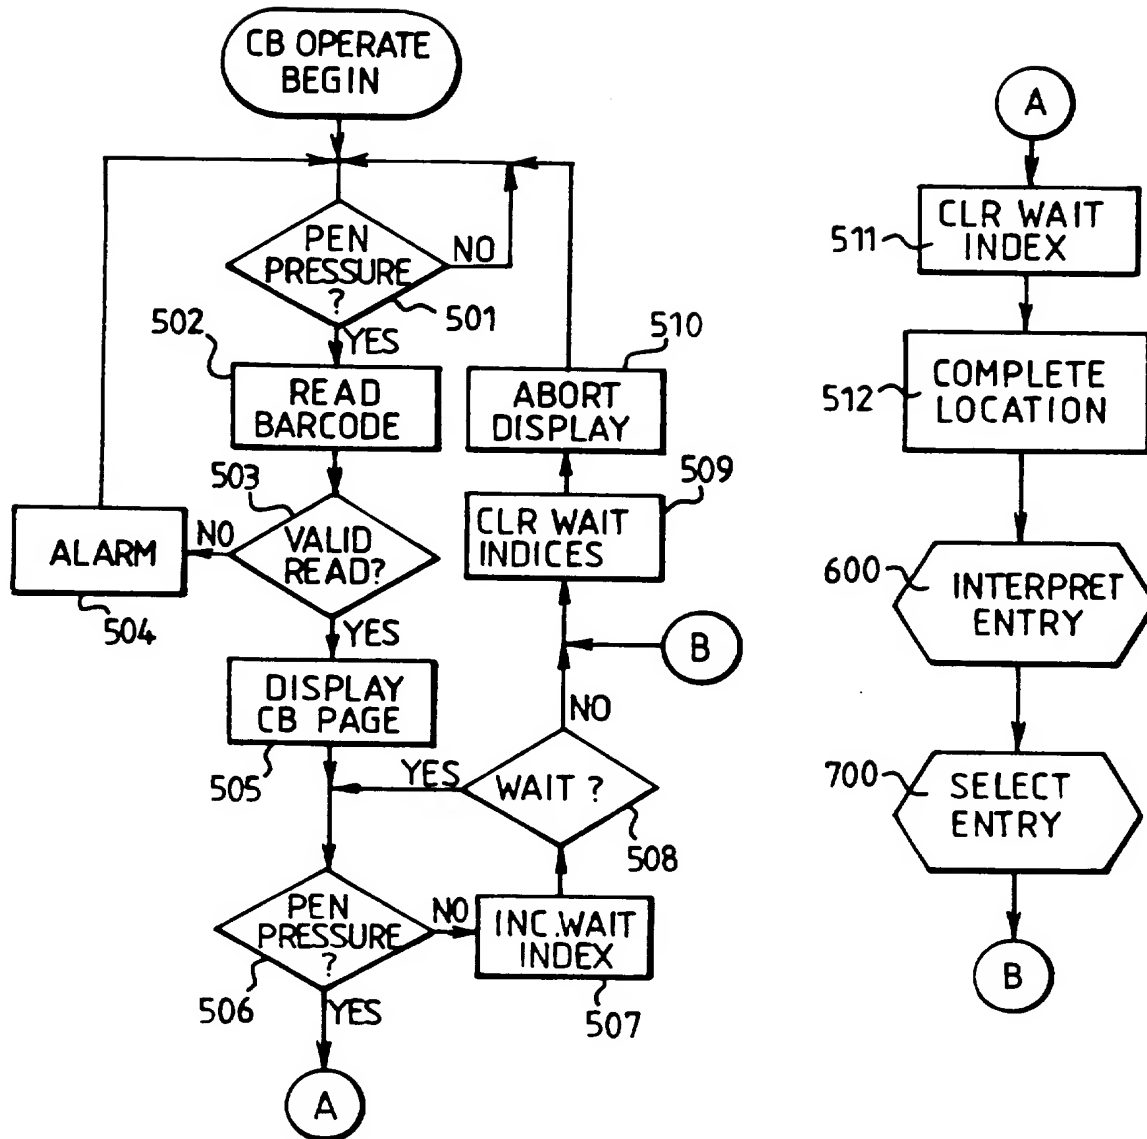 CB OPERATE
BEGIN
PEN
PRESSURE
?
NO
501
YES
502
READ
BARCODE
503
VALID
READ?
NO
ALARM
504
YES
DISPLAY
CB PAGE
505
PEN
PRESSURE
?
506
NO
YES
A
INC.WAIT
INDEX
507
WAIT ?
508
YES
NO
B
CLR WAIT
INDICES
509
ABORT
DISPLAY
510
A
CLR WAIT
INDEX
511
COMPLETE
LOCATION
512
INTERPRET
ENTRY
600
SELECT
ENTRY
700
B